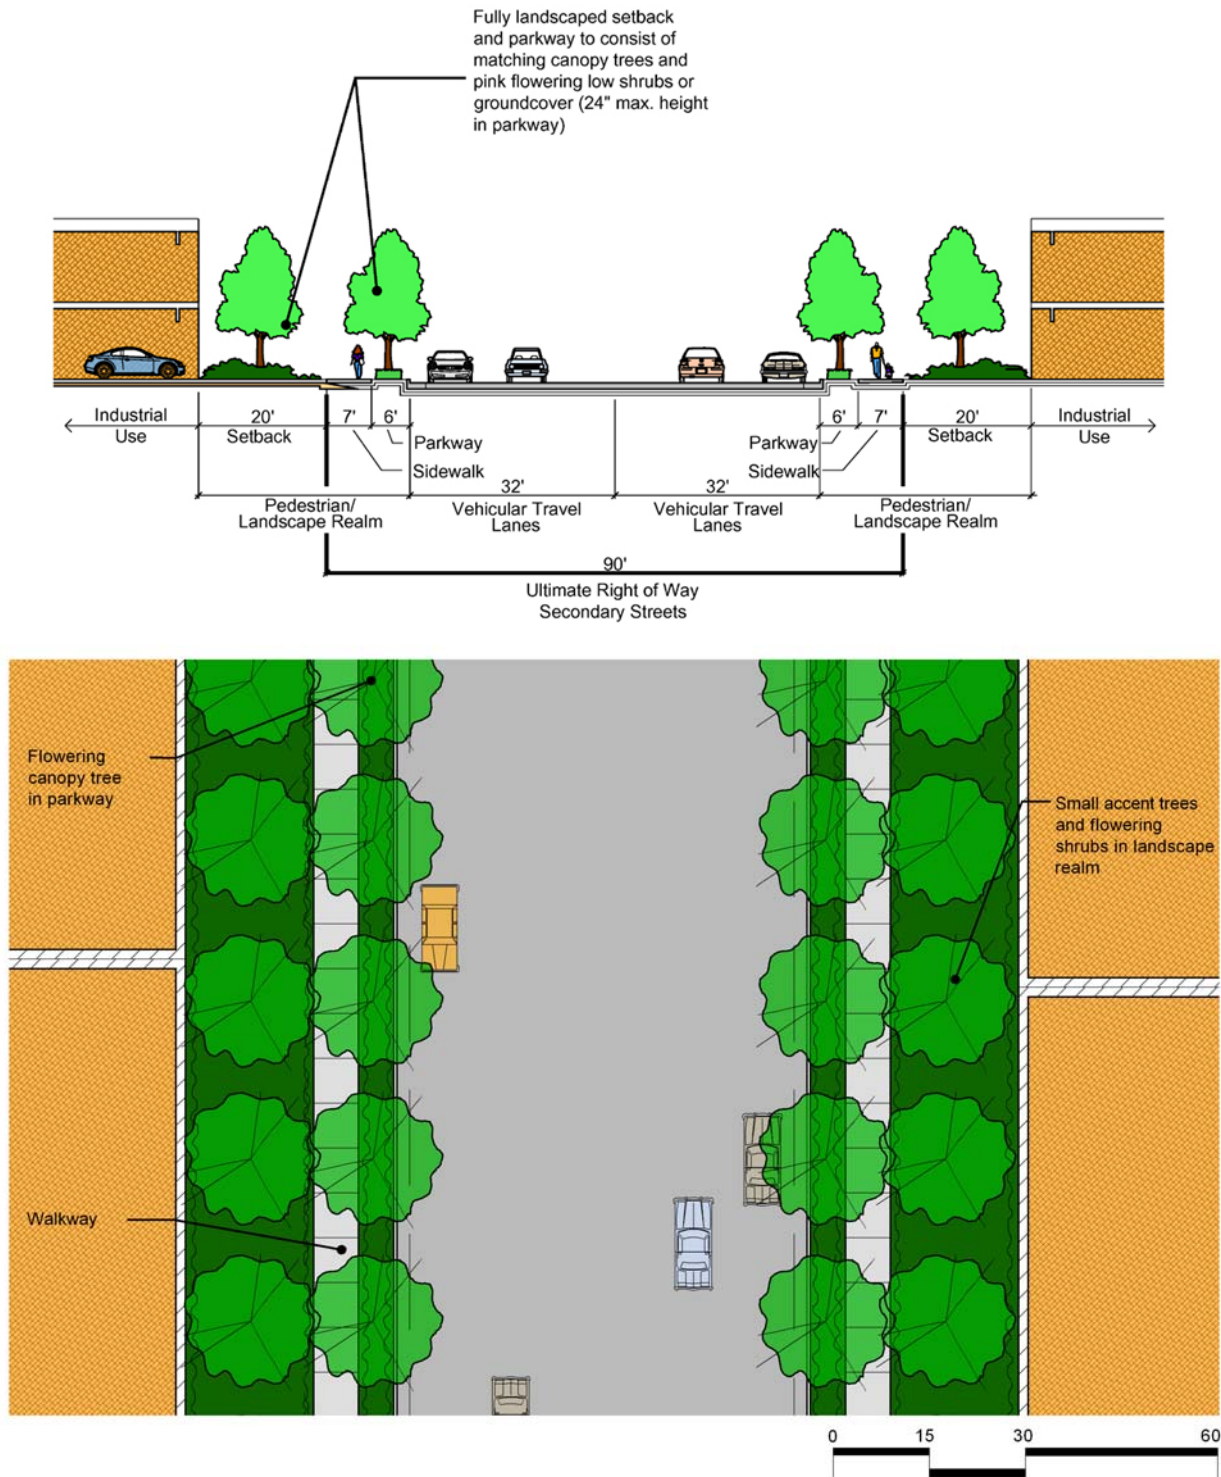 Fully landscaped setback
and parkway to consist of
matching canopy trees and
pink flowering low shrubs or
groundcover (24" max. height
in parkway)
Industrial
Use
20'
Setback
7'
6'
Parkway
Sidewalk
6'
7'
Parkway
Sidewalk
20'
Setback
Industrial
Use
32'
32'
Pedestrian/
Landscape Realm
Vehicular Travel
Lanes
Vehicular Travel
Lanes
Pedestrian/
Landscape Realm
90'
Ultimate Right of Way
Secondary Streets
Flowering
canopy tree
in parkway
Small accent trees
and flowering
shrubs in landscape
realm
Walkway
0 15 30 60